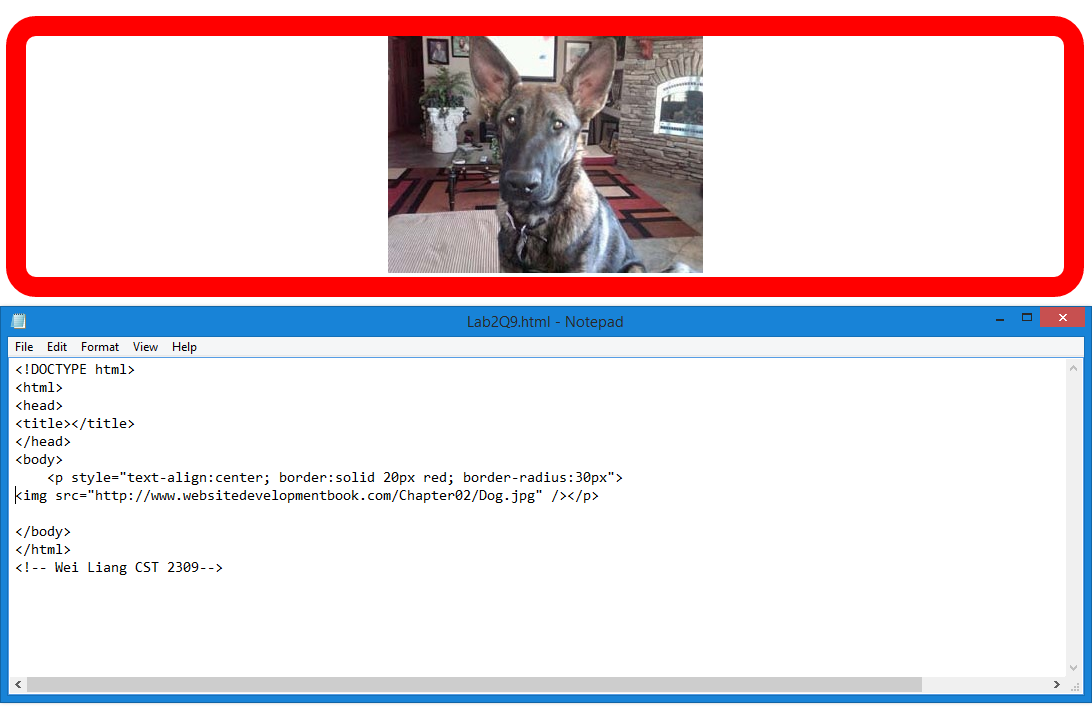 Lab2Q9.html - Notepad
File Edit Format View Help
<!DOCTYPE html>
<html>
<head>
<title></title>
</head>
<body>
    <p style="text-align:center; border:solid 20px red; border-radius:30px">
<img src="http://www.websitedevelopmentbook.com/Chapter02/Dog.jpg" /></p>
</body>
</html>
<!-- Wei Liang CST 2309-->